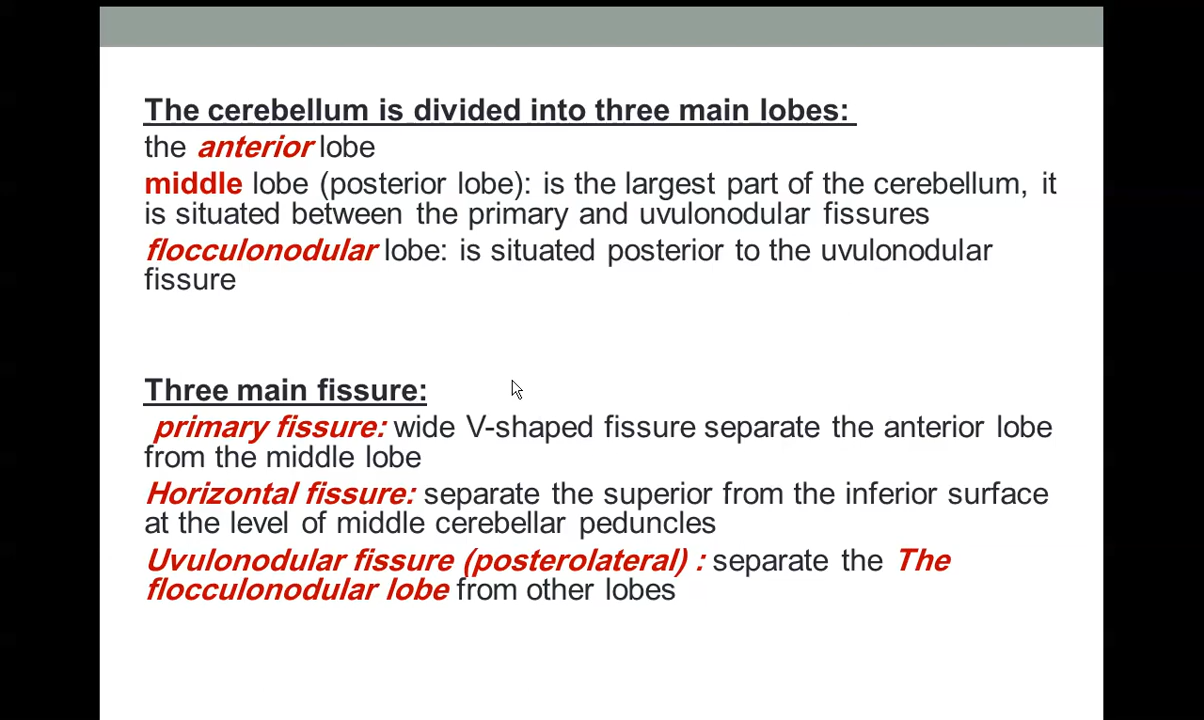 The cerebellum is divided into three main lobes:
the anterior lobe
middle lobe (posterior lobe): is the largest part of the cerebellum, it
is situated between the primary and uvulonodular fissures
flocculonodular lobe: is situated posterior to the uvulonodular
fissure
Three main fissure:
primary fissure: wide V-shaped fissure separate the anterior lobe
from the middle lobe
Horizontal fissure: separate the superior from the inferior surface
at the level of middle cerebellar peduncles
Uvulonodular fissure (posterolateral) : separate the The
flocculonodular lobe from other lobes